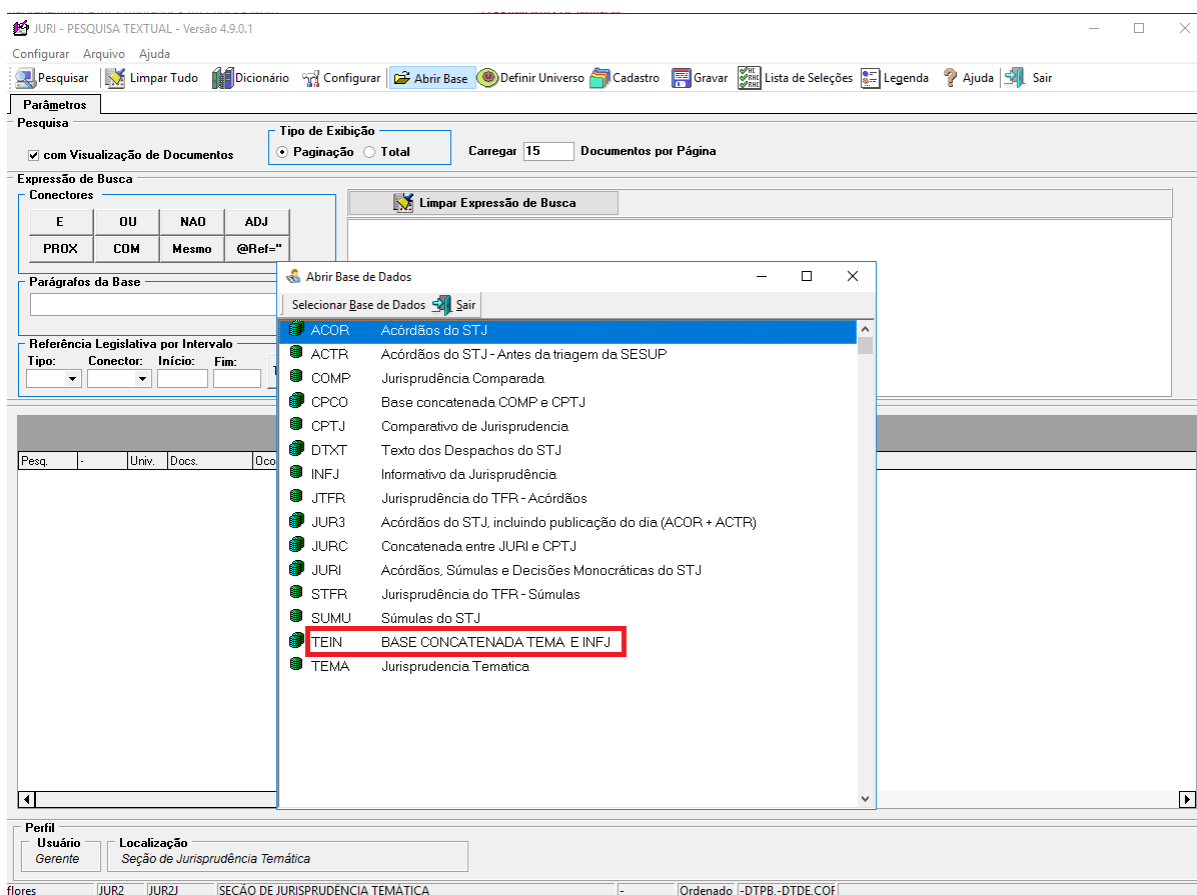 JURI - PESQUISA TEXTUAL - Versão 4.9.0.1
Configurar Arquivo Ajuda
Pesquisar Limpar Tudo Dicionário Configurar Abrir Base Definir Universo Cadastro Gravar Lista de Seleções Legenda Ajuda Sair
Parâmetros
Pesquisa
com Visualização de Documentos
Tipo de Exibição
Paginação Total
Carregar 15 Documentos por Página
Expressão de Busca
Conectores
E OU NAO ADJ
PROX COM Mesmo @Ref="
Limpar Expressão de Busca
Parágrafos da Base
Referência Legislativa por Intervalo
Tipo: Conector: Início: Fim:
Abrir Base de Dados
Selecionar Base de Dados Sair
ACOR Acórdãos do STJ
ACTR Acórdãos do STJ - Antes da triagem da SESUP
COMP Jurisprudência Comparada
CPCO Base concatenada COMP e CPTJ
CPTJ Comparativo de Jurisprudencia
DTXT Texto dos Despachos do STJ
INFJ Informativo da Jurisprudência
JTFR Jurisprudência do TFR - Acórdãos
JUR3 Acórdãos do STJ, incluindo publicação do dia (ACOR + ACTR)
JURC Concatenada entre JURI e CPTJ
JURI Acórdãos, Súmulas e Decisões Monocráticas do STJ
STFR Jurisprudência do TFR - Súmulas
SUMU Súmulas do STJ
TEIN BASE CONCATENADA TEMA E INFJ
TEMA Jurisprudencia Tematica
Pesq. - Univ. Docs. Oco
Perfil
Usuário
Gerente
Localização
Seção de Jurisprudência Temática
flores JUR2 JUR2J SEÇÃO DE JURISPRUDÊNCIA TEMÁTICA - Ordenado -DTPB.-DTDE.COF